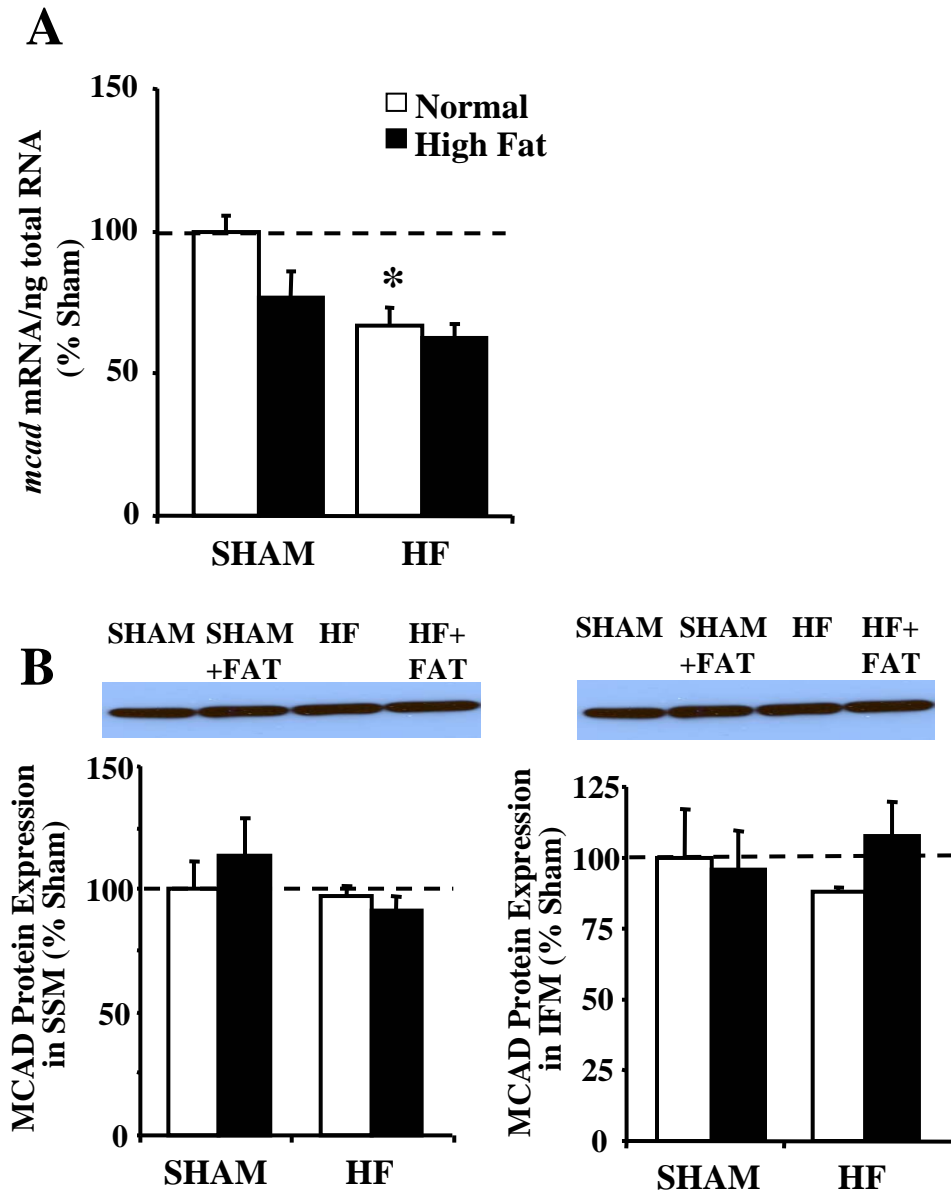 A
mcad mRNA/ng total RNA
(% Sham)
150
100
50
0
Normal
High Fat
*
SHAM HF
B
SHAM SHAM HF HF+
+FAT FAT
MCAD Protein Expression
in SSM (% Sham)
150
100
50
0
SHAM HF
SHAM SHAM HF HF+
+FAT FAT
MCAD Protein Expression
in IFM (% Sham)
125
100
75
50
25
0
SHAM HF